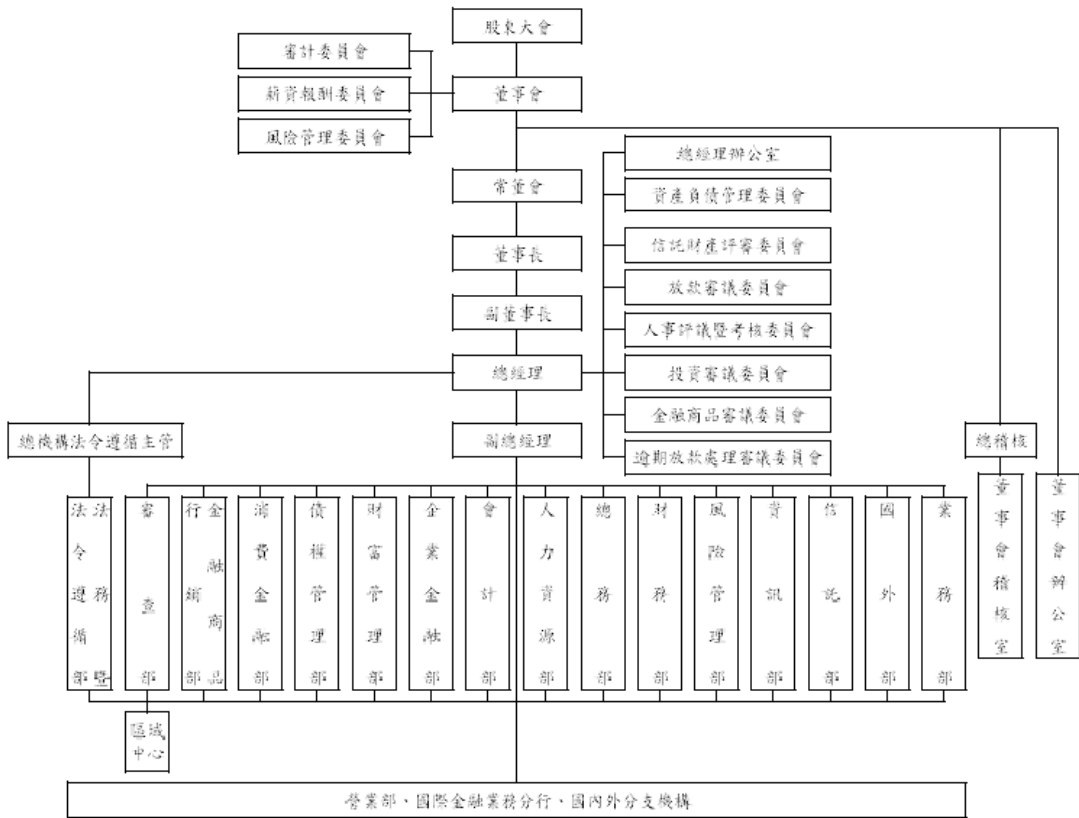 股東大會
審計委員會
薪資報酬委員會
董事會
風險管理委員會
總經理辦公室
常董會
資產負債管理委員會
董事長
信託財產評審委員會
放款審議委員會
副董事長
人事評議暨考核委員會
總經理
投資審議委員會
金融商品審議委員會
總機構法令遵循主管
副總經理
總稽核
逾期放款處理審議委員會
法務暨
法令遵循部
審查部
金融商品
行銷部
消費金融部
債權管理部
財富管理部
企業金融部
會計部
人力資源部
總務部
財務部
風險管理部
資訊部
信託部
國外部
業務部
董事會稽核室
董事會辦公室
區域
中心
營業部、國際金融業務分行、國內外分支機構